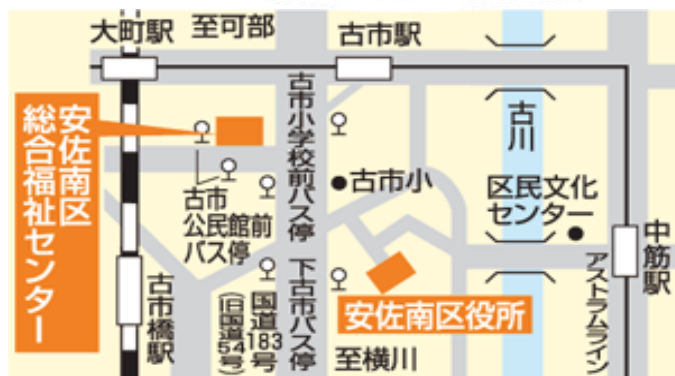 大町駅
至可部
古市駅
安佐南区
総合福祉センター
古市小学校前バス停
古川
古市
公民館前
バス停
古市小
区民文化
センター
中筋駅
アストラムライン
古市橋駅
国道183号
(旧国道54号)
下古市バス停
安佐南区役所
至横川